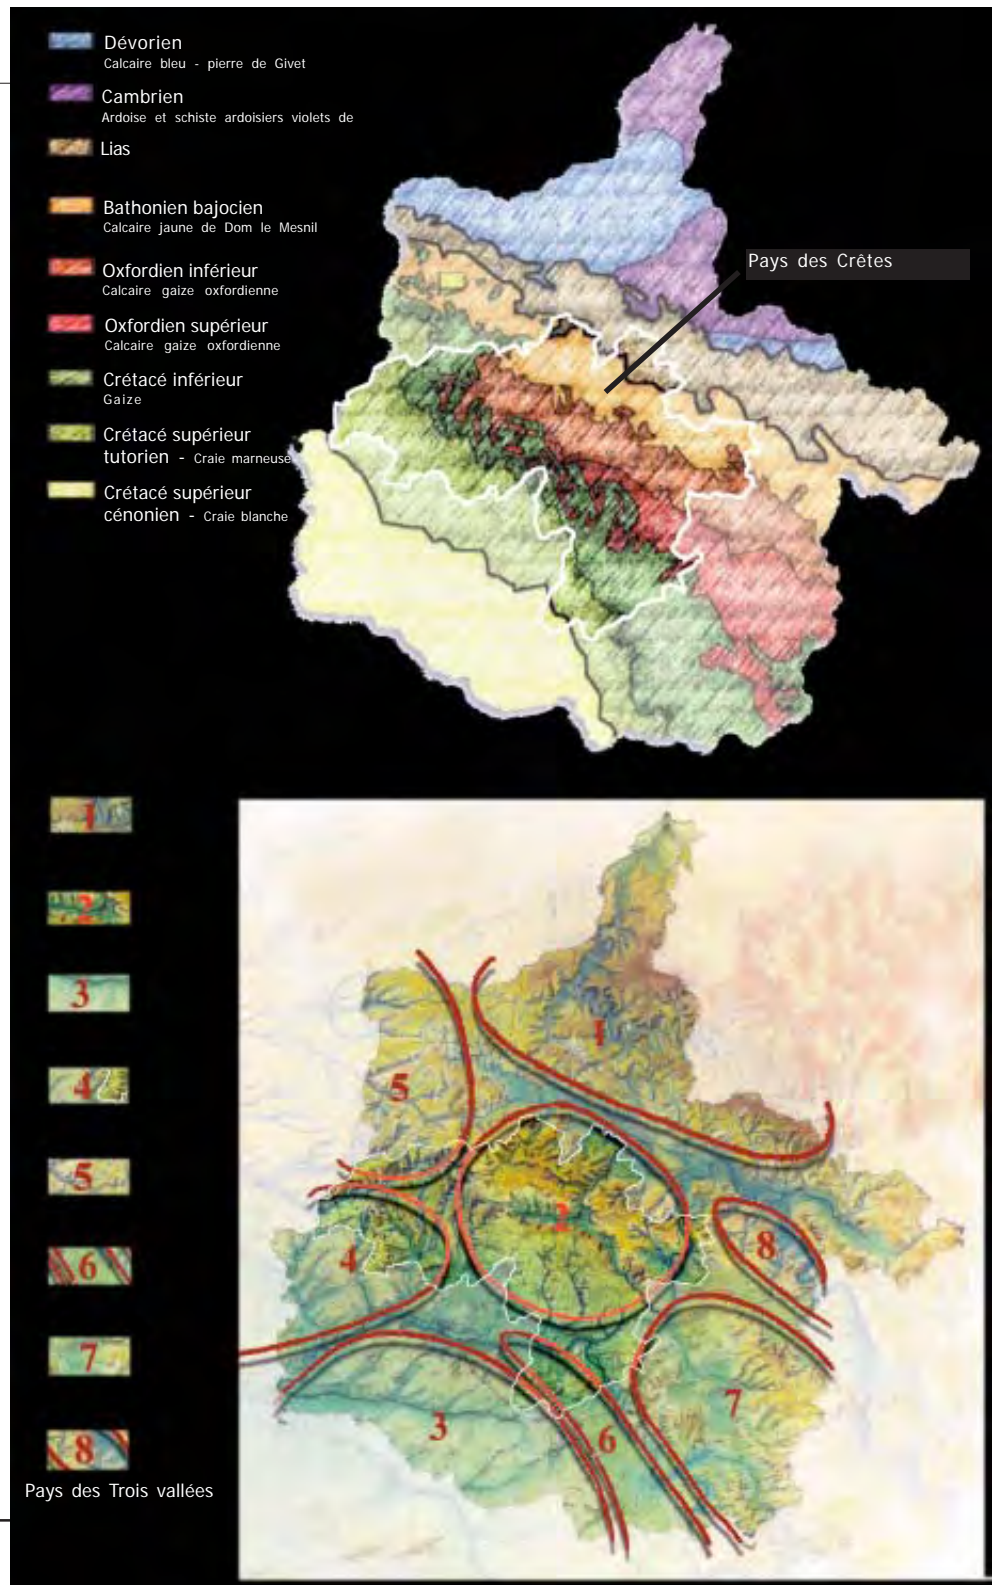 Dévorien
Calcaire bleu - pierre de Givet
Cambrien
Ardoise et schiste ardoisiers violets de
Lias
Bathonien bajocien
Calcaire jaune de Dom le Mesnil
Oxfordien inférieur
Calcaire gaize oxfordienne
Oxfordien supérieur
Calcaire gaize oxfordienne
Crétacé inférieur
Gaize
Crétacé supérieur
tutorien - Craie marneuse
Crétacé supérieur
cénonien - Craie blanche
Pays des Crêtes
1
2
3
4
5
6
7
8
Pays des Trois vallées
1
5
2
8
4
7
3
6